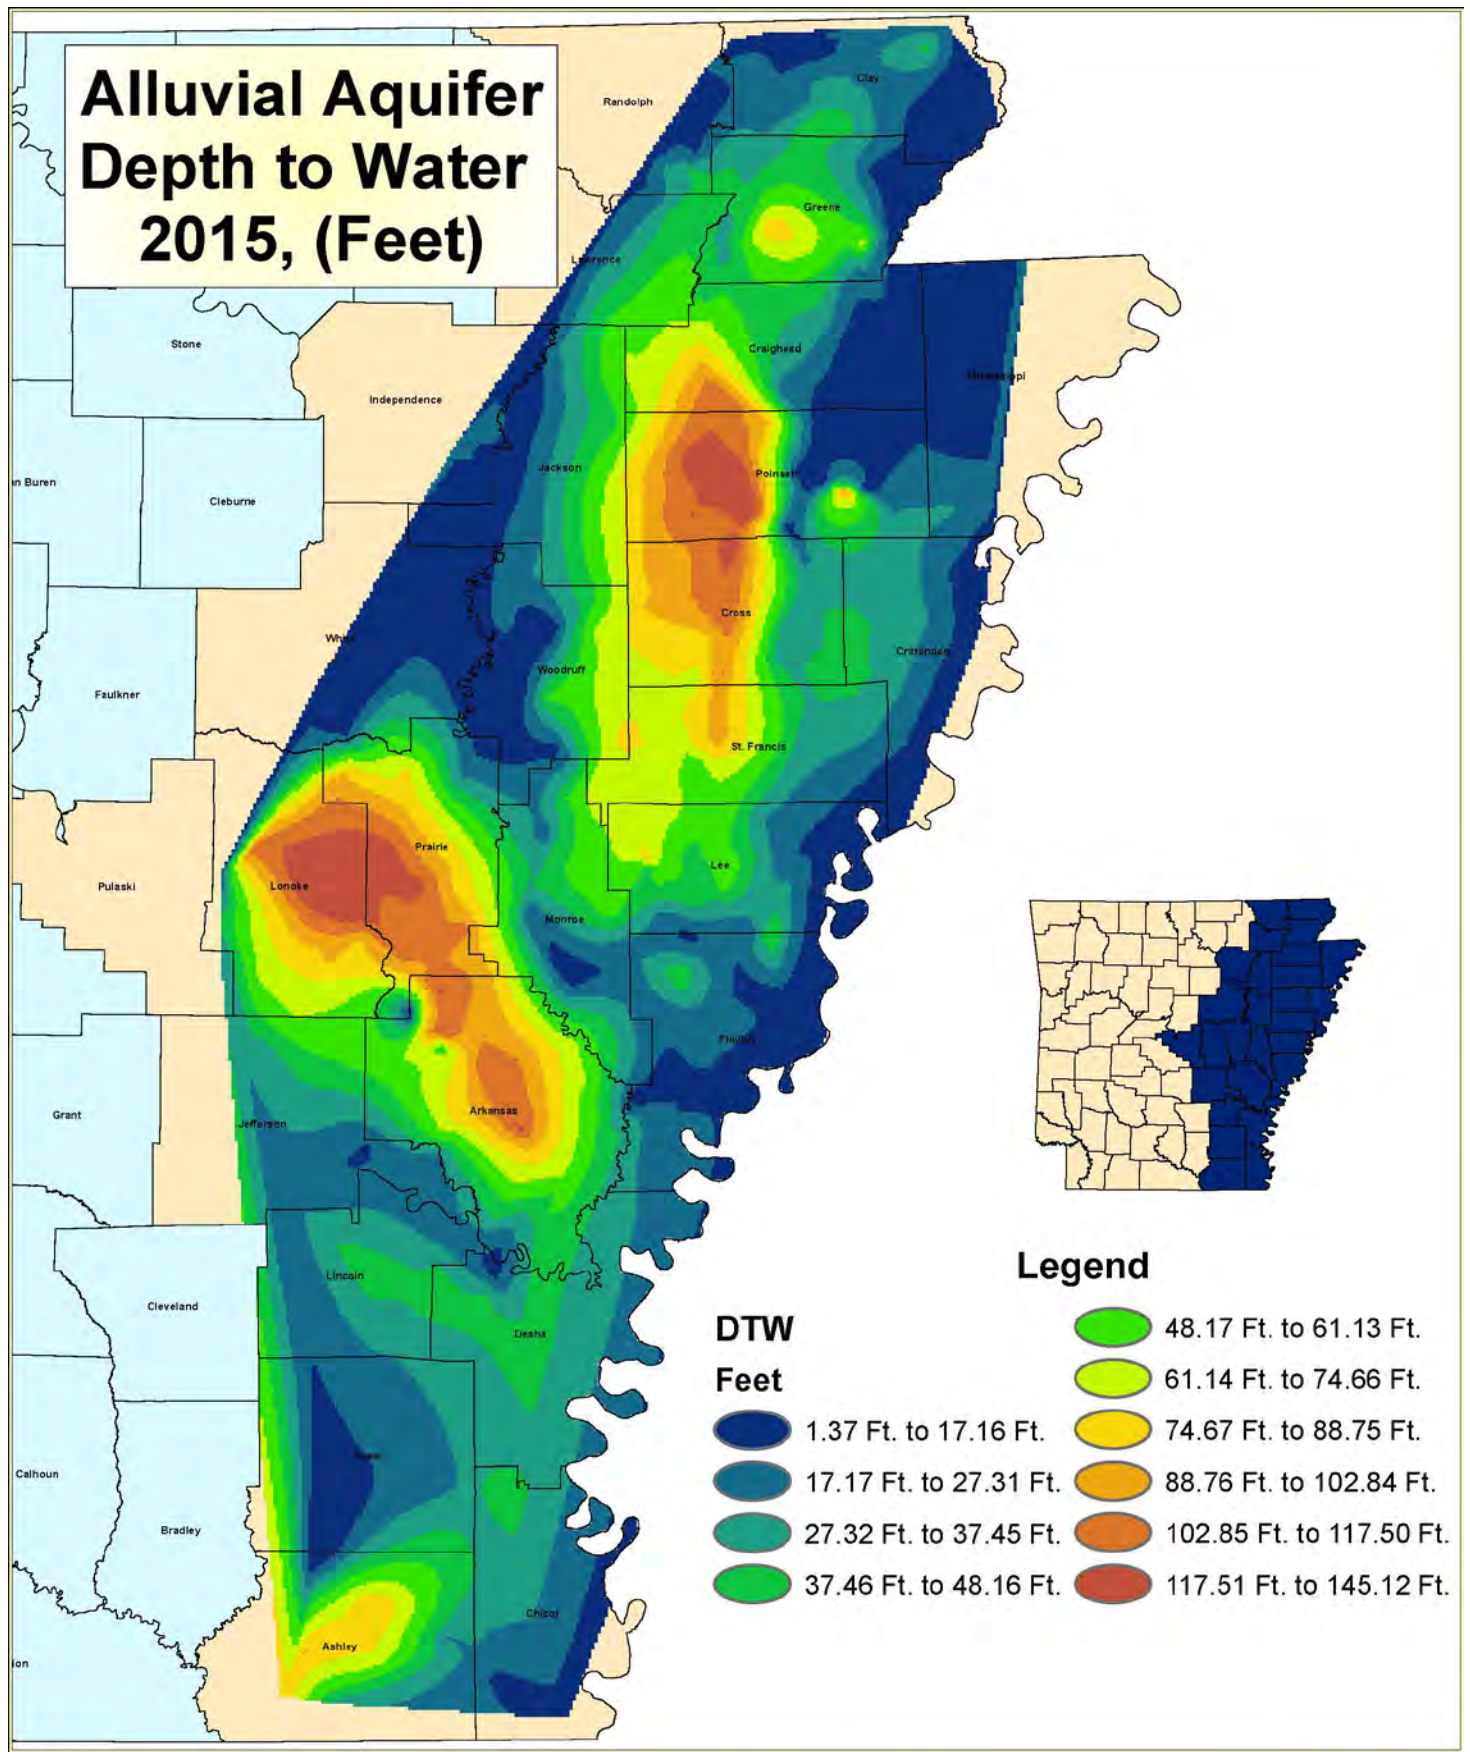 Alluvial Aquifer
Depth to Water
2015, (Feet)
Randolph
Clay
Greene
Lawrence
Stone
Craighead
Mississippi
Independence
Jackson
Poinsett
n Buren
Cleburne
Cross
White
Woodruff
Crittenden
Faulkner
St. Francis
Prairie
Lee
Pulaski
Lonoke
Monroe
Phillips
Grant
Arkansas
Jefferson
Lincoln
Cleveland
Desha
Calhoun
Bradley
Chicot
Ashley
ion
Legend
DTW
Feet
1.37 Ft. to 17.16 Ft.
17.17 Ft. to 27.31 Ft.
27.32 Ft. to 37.45 Ft.
37.46 Ft. to 48.16 Ft.
48.17 Ft. to 61.13 Ft.
61.14 Ft. to 74.66 Ft.
74.67 Ft. to 88.75 Ft.
88.76 Ft. to 102.84 Ft.
102.85 Ft. to 117.50 Ft.
117.51 Ft. to 145.12 Ft.